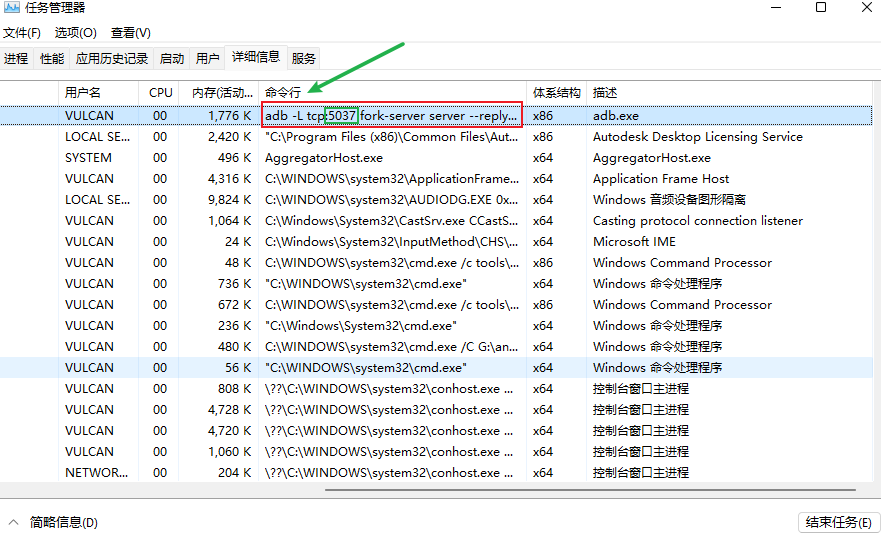 任务管理器
文件(F) 选项(O) 查看(V)
进程 性能 应用历史记录 启动 用户 详细信息 服务
用户名 CPU 内存(活动... 命令行 体系结构 描述
VULCAN 00 1,776 K adb -L tcp:5037 fork-server server --reply... x86 adb.exe
LOCAL SE... 00 2,420 K "C:\Program Files (x86)\Common Files\Aut... x86 Autodesk Desktop Licensing Service
SYSTEM 00 496 K AggregatorHost.exe x64 AggregatorHost.exe
VULCAN 00 4,316 K C:\WINDOWS\system32\ApplicationFrame... x64 Application Frame Host
LOCAL SE... 00 9,824 K C:\WINDOWS\system32\AUDIODG.EXE 0x... x64 Windows 音频设备图形隔离
VULCAN 00 1,064 K C:\Windows\System32\CastSrv.exe CCastS... x64 Casting protocol connection listener
VULCAN 00 24 K C:\Windows\System32\InputMethod\CHS\... x64 Microsoft IME
VULCAN 00 48 K C:\WINDOWS\system32\cmd.exe /c tools\... x86 Windows Command Processor
VULCAN 00 736 K "C:\WINDOWS\system32\cmd.exe" x64 Windows 命令处理程序
VULCAN 00 672 K C:\WINDOWS\system32\cmd.exe /c tools\... x86 Windows Command Processor
VULCAN 00 236 K "C:\Windows\System32\cmd.exe" x64 Windows 命令处理程序
VULCAN 00 480 K C:\WINDOWS\system32\cmd.exe /C G:\an... x64 Windows 命令处理程序
VULCAN 00 56 K "C:\WINDOWS\system32\cmd.exe" x64 Windows 命令处理程序
VULCAN 00 808 K \??\C:\WINDOWS\system32\conhost.exe ... x64 控制台窗口主进程
VULCAN 00 4,728 K \??\C:\WINDOWS\system32\conhost.exe ... x64 控制台窗口主进程
VULCAN 00 4,720 K \??\C:\WINDOWS\system32\conhost.exe ... x64 控制台窗口主进程
VULCAN 00 1,060 K \??\C:\WINDOWS\system32\conhost.exe ... x64 控制台窗口主进程
NETWOR... 00 204 K \??\C:\WINDOWS\system32\conhost.exe ... x64 控制台窗口主进程
简略信息(D) 结束任务(E)